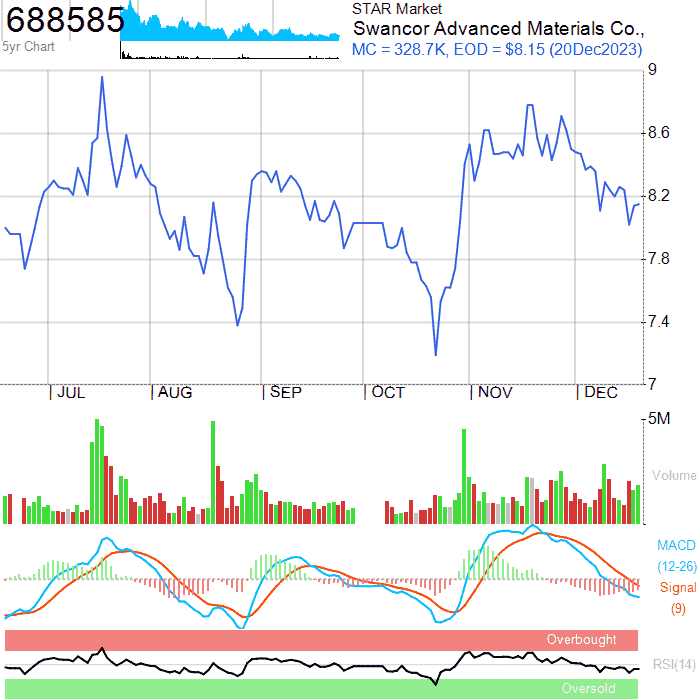 688585
5yr Chart
STAR Market
Swancor Advanced Materials Co.,
MC = 328.7K, EOD = $8.15 (20Dec2023)
9
8.6
8.2
7.8
7.4
7
JUL AUG SEP OCT NOV DEC
5M
Volume
MACD
(12-26)
Signal
(9)
Overbought
RSI(14)
Oversold